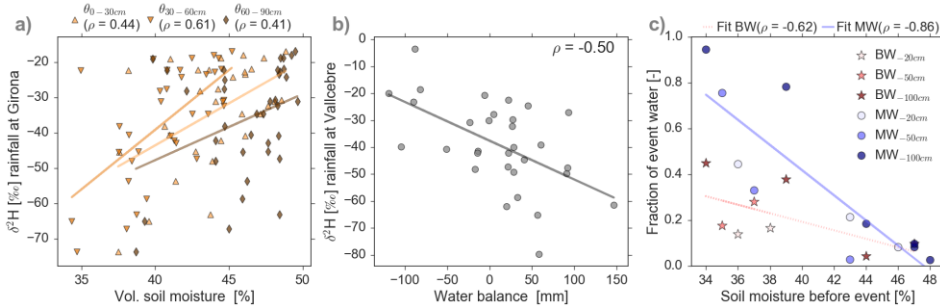 a)
θ0−30cm θ30−60cm θ60−90cm
(ρ = 0.44) (ρ = 0.61) (ρ = 0.41)
δ²H [‰] rainfall at Girona
−20
−30
−40
−50
−60
−70
35 40 45 50
Vol. soil moisture [%]
b)
ρ = -0.50
δ²H [‰] rainfall at Vallcebre
0
−10
−20
−30
−40
−50
−60
−70
−80
−100 −50 0 50 100 150
Water balance [mm]
c)
Fit BW(ρ = -0.62) Fit MW(ρ = -0.86)
BW−20cm
BW−50cm
BW−100cm
MW−20cm
MW−50cm
MW−100cm
Fraction of event water [-]
1.0
0.8
0.6
0.4
0.2
0.0
34 36 38 40 42 44 46 48
Soil moisture before event [%]